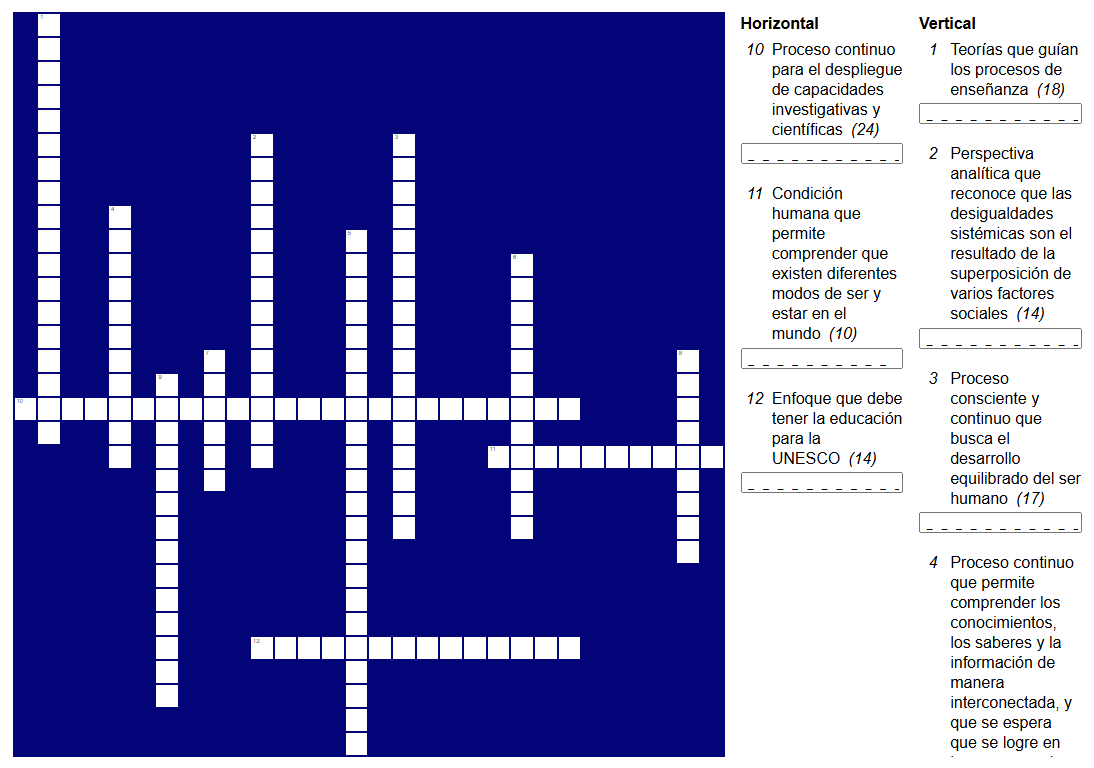 1
2
3
4
5
6
7
8
9
10
11
12
Horizontal
10 Proceso continuo
para el despliegue
de capacidades
investigativas y
científicas (24)
_ _ _ _ _ _ _ _ _ _ _
11 Condición
humana que
permite
comprender que
existen diferentes
modos de ser y
estar en el
mundo (10)
_ _ _ _ _ _ _ _ _ _
12 Enfoque que debe
tener la educación
para la
UNESCO (14)
_ _ _ _ _ _ _ _ _ _ _
Vertical
1 Teorías que guían
los procesos de
enseñanza (18)
_ _ _ _ _ _ _ _ _ _ _
2 Perspectiva
analítica que
reconoce que las
desigualdades
sistémicas son el
resultado de la
superposición de
varios factores
sociales (14)
_ _ _ _ _ _ _ _ _ _ _
3 Proceso
consciente y
continuo que
busca el
desarrollo
equilibrado del ser
humano (17)
_ _ _ _ _ _ _ _ _ _ _
4 Proceso continuo
que permite
comprender los
conocimientos,
los saberes y la
información de
manera
interconectada, y
que se espera
que se logre en